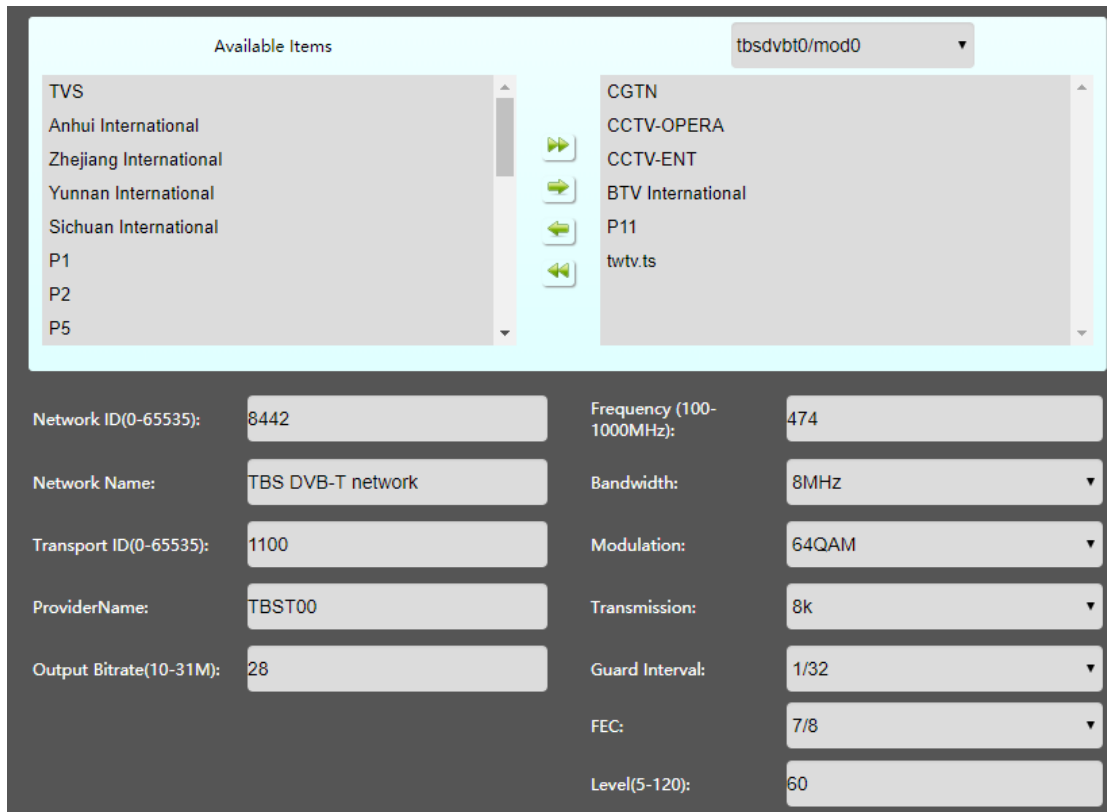 Available Items
tbsdvbt0/mod0
TVS
Anhui International
Zhejiang International
Yunnan International
Sichuan International
P1
P2
P5
CGTN
CCTV-OPERA
CCTV-ENT
BTV International
P11
twtv.ts
Network ID(0-65535):
8442
Network Name:
TBS DVB-T network
Transport ID(0-65535):
1100
ProviderName:
TBST00
Output Bitrate(10-31M):
28
Frequency (100-
1000MHz):
474
Bandwidth:
8MHz
Modulation:
64QAM
Transmission:
8k
Guard Interval:
1/32
FEC:
7/8
Level(5-120):
60